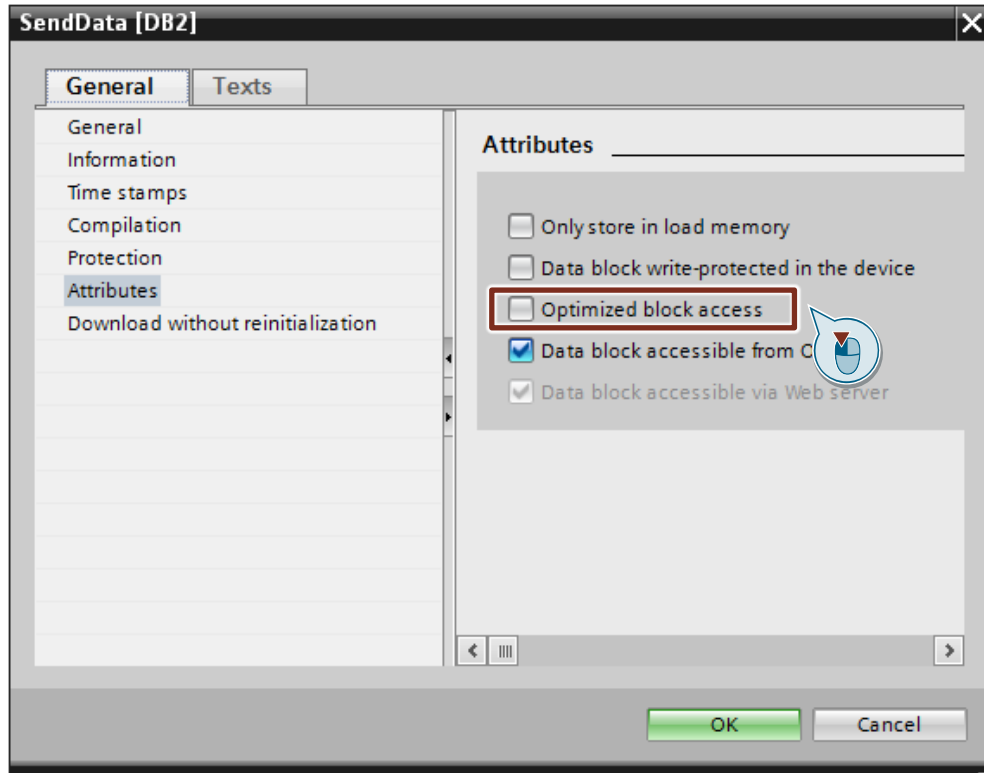 SendData [DB2]
General
Texts
General
Information
Time stamps
Compilation
Protection
Attributes
Download without reinitialization
Attributes
Only store in load memory
Data block write-protected in the device
Optimized block access
Data block accessible from
Data block accessible via Web server
OK
Cancel